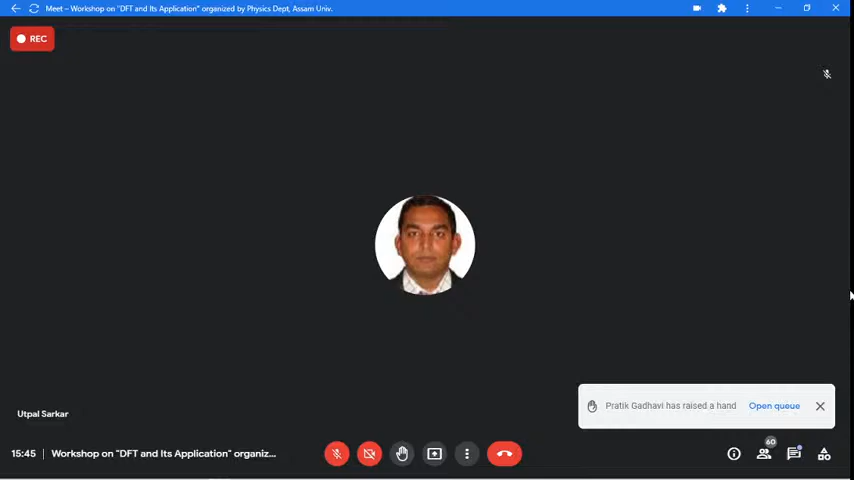 Meet – Workshop on "DFT and Its Application" organized by Physics Dept, Assam Univ.
REC
Utpal Sarkar
Pratik Gadhavi has raised a hand Open queue
60
15:45 | Workshop on "DFT and Its Application" organiz...